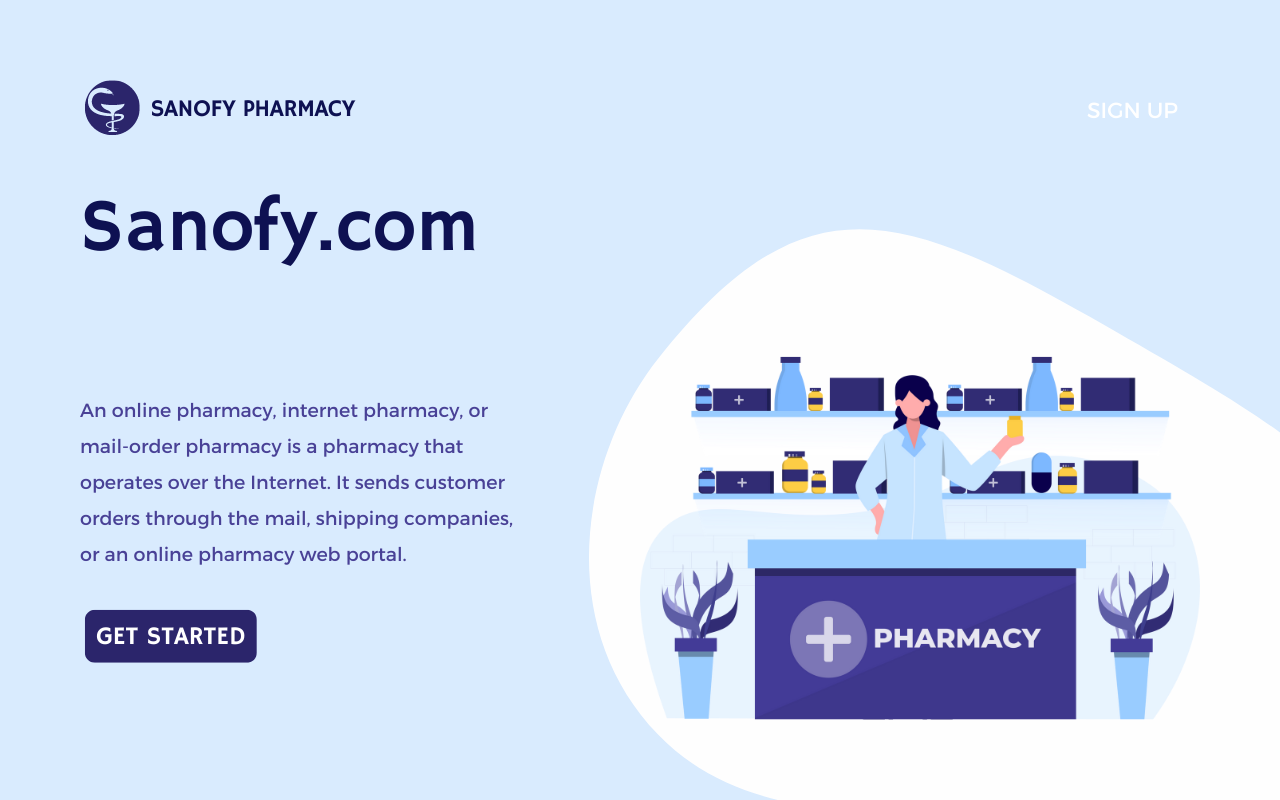 SANOFY PHARMACY
SIGN UP
Sanofy.com
An online pharmacy, internet pharmacy, or
mail-order pharmacy is a pharmacy that
operates over the Internet. It sends customer
orders through the mail, shipping companies,
or an online pharmacy web portal.
GET STARTED
PHARMACY